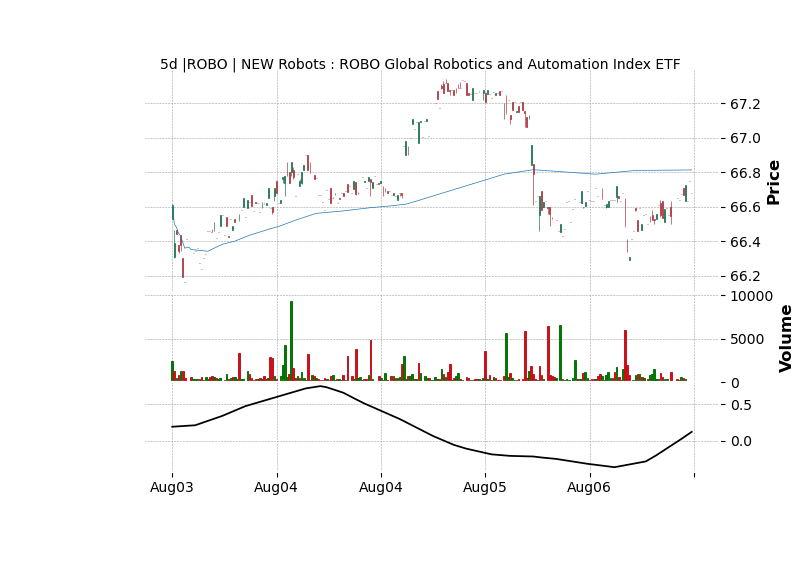 5d |ROBO | NEW Robots : ROBO Global Robotics and Automation Index ETF
67.2
67.0
66.8
66.6
66.4
66.2
Price
10000
5000
0
Volume
0.5
0.0
Aug03 Aug04 Aug04 Aug05 Aug06